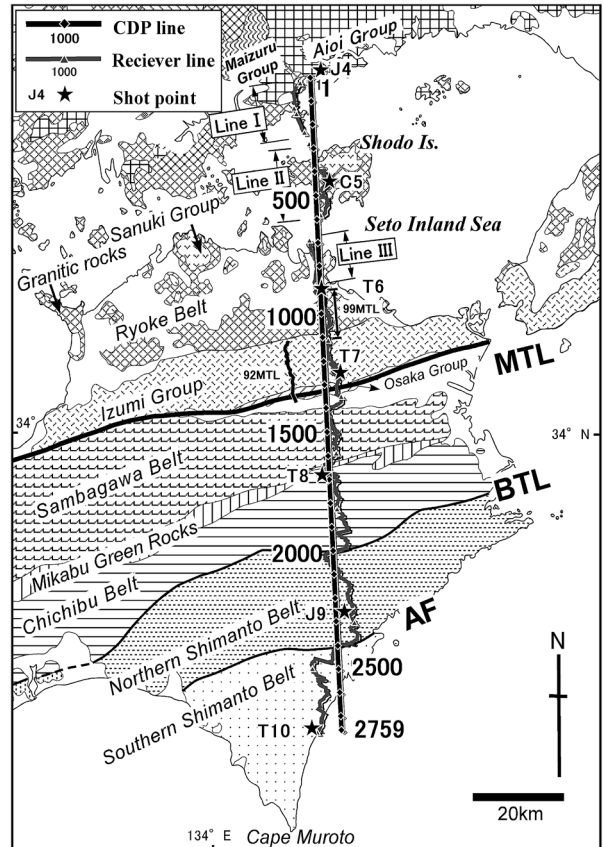 1000
CDP line
1000
Reciever line
J4
Shot point
Maizuru
Group
Aioi Group
J4
1
Line I
Shodo Is.
Line II
C5
500
Sanuki Group
Seto Inland Sea
Line III
Granitic rocks
T6
99MTL
1000
Ryoke Belt
T7
MTL
92MTL
Osaka Group
Izumi Group
34°
1500
34° N
Sambagawa Belt
T8
BTL
Mikabu Green Rocks
2000
Chichibu Belt
J9
AF
Northern Shimanto Belt
N
2500
Southern Shimanto Belt
T10
2759
20km
134° E
Cape Muroto